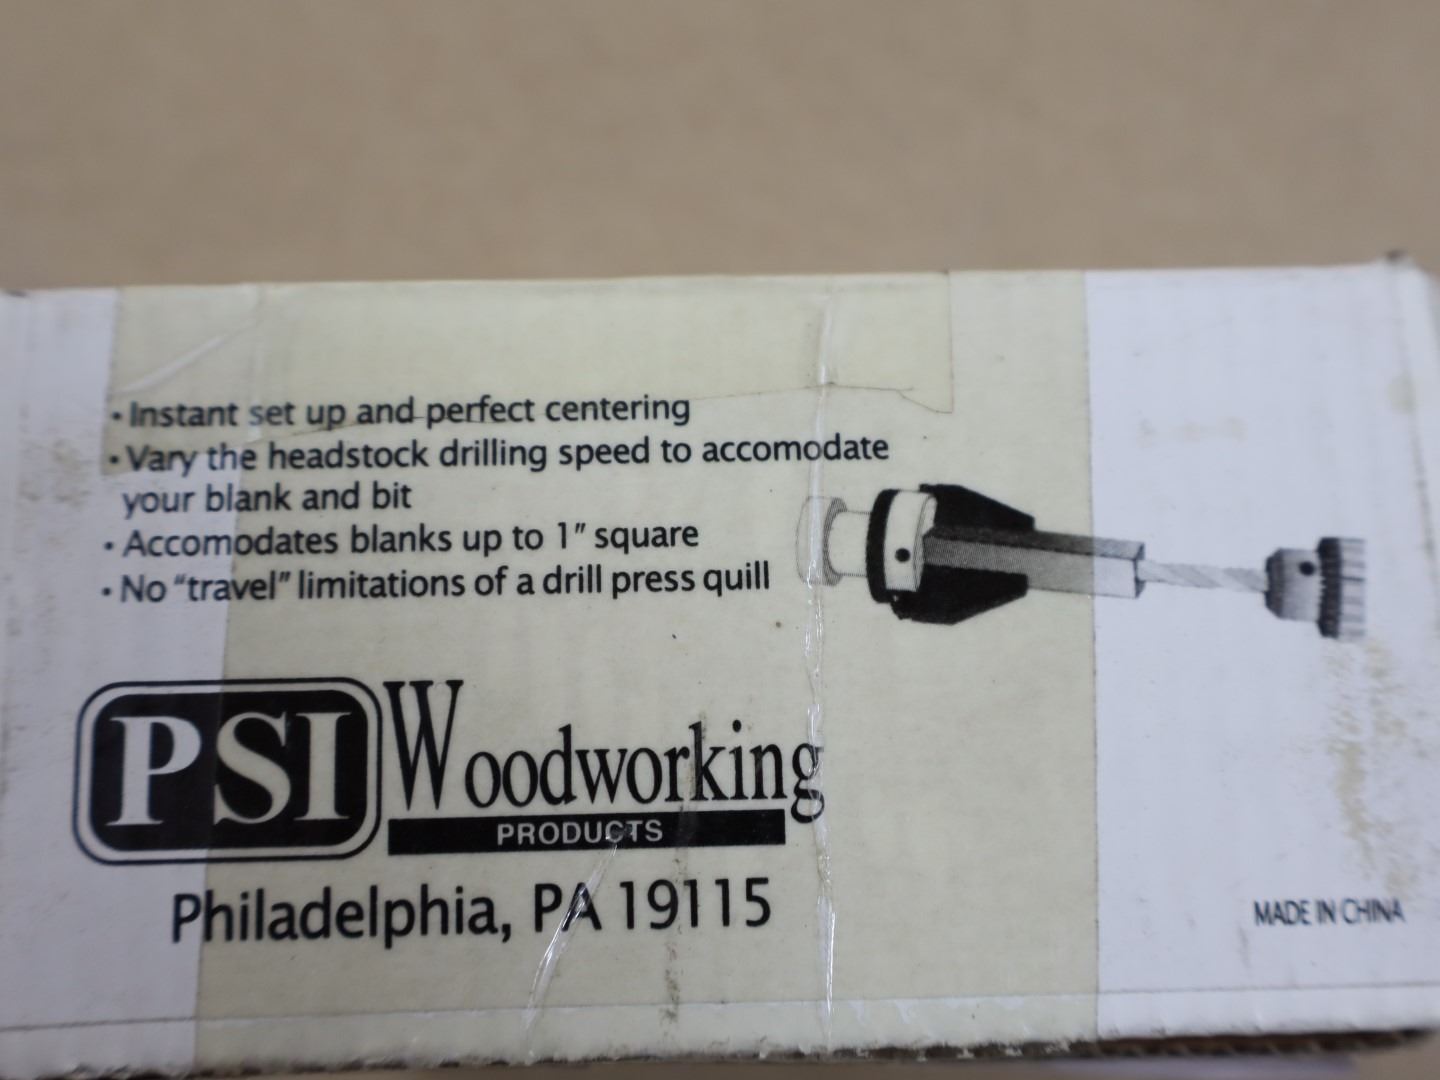 • Instant set up and perfect centering
• Vary the headstock drilling speed to accomodate
your blank and bit
• Accomodates blanks up to 1" square
• No "travel" limitations of a drill press quill
PSI Woodworking
PRODUCTS
Philadelphia, PA 19115
MADE IN CHINA